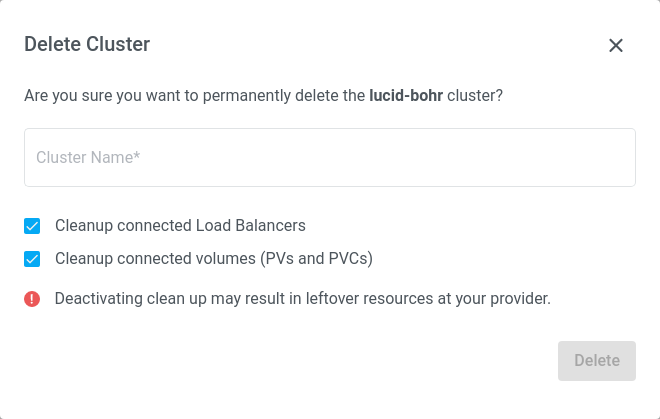 Delete Cluster
Are you sure you want to permanently delete the lucid-bohr cluster?
Cluster Name*
Cleanup connected Load Balancers
Cleanup connected volumes (PVs and PVCs)
Deactivating clean up may result in leftover resources at your provider.
Delete